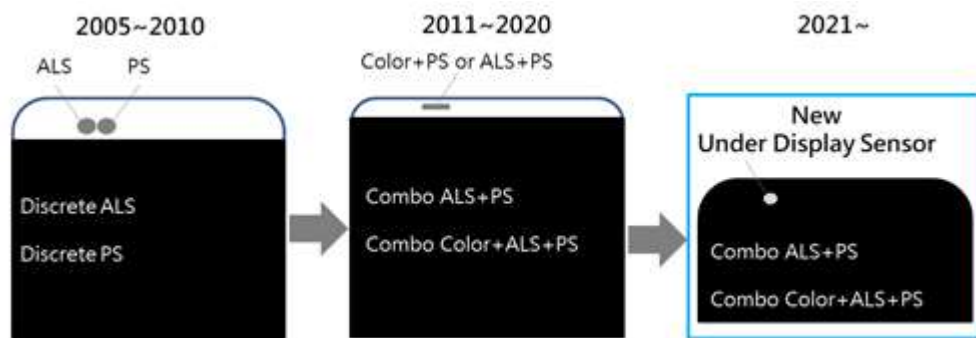 2005~2010
ALS
PS
Discrete ALS
Discrete PS
2011~2020
Color+PS or ALS+PS
Combo ALS+PS
Combo Color+ALS+PS
2021~
New
Under Display Sensor
Combo ALS+PS
Combo Color+ALS+PS